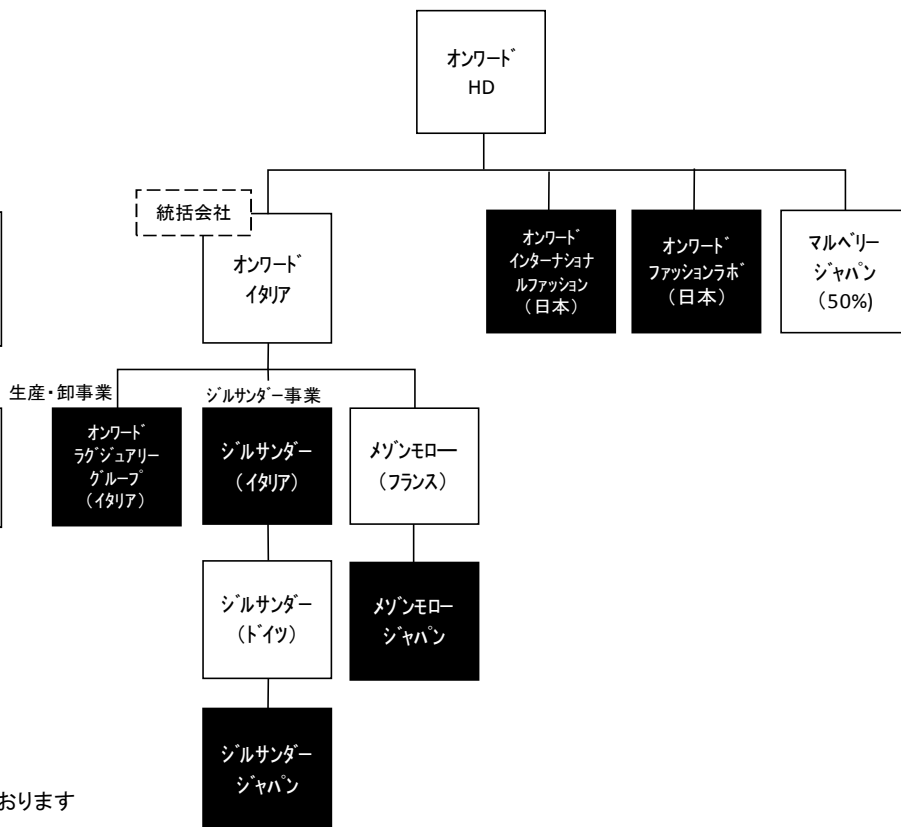 オンワード
HD
統括会社
オンワード
イタリア
オンワード
インターナショナ
ルファッション
（日本）
オンワード
ファッションラボ
（日本）
マルベリー
ジャパン
（50%)
生産・卸事業
ジルサンダー事業
オンワード
ラグジュアリー
グループ
（イタリア）
ジルサンダー
（イタリア）
メゾンモロー
（フランス）
ジルサンダー
（ドイツ）
メゾンモロー
ジャパン
ジルサンダー
ジャパン
おります